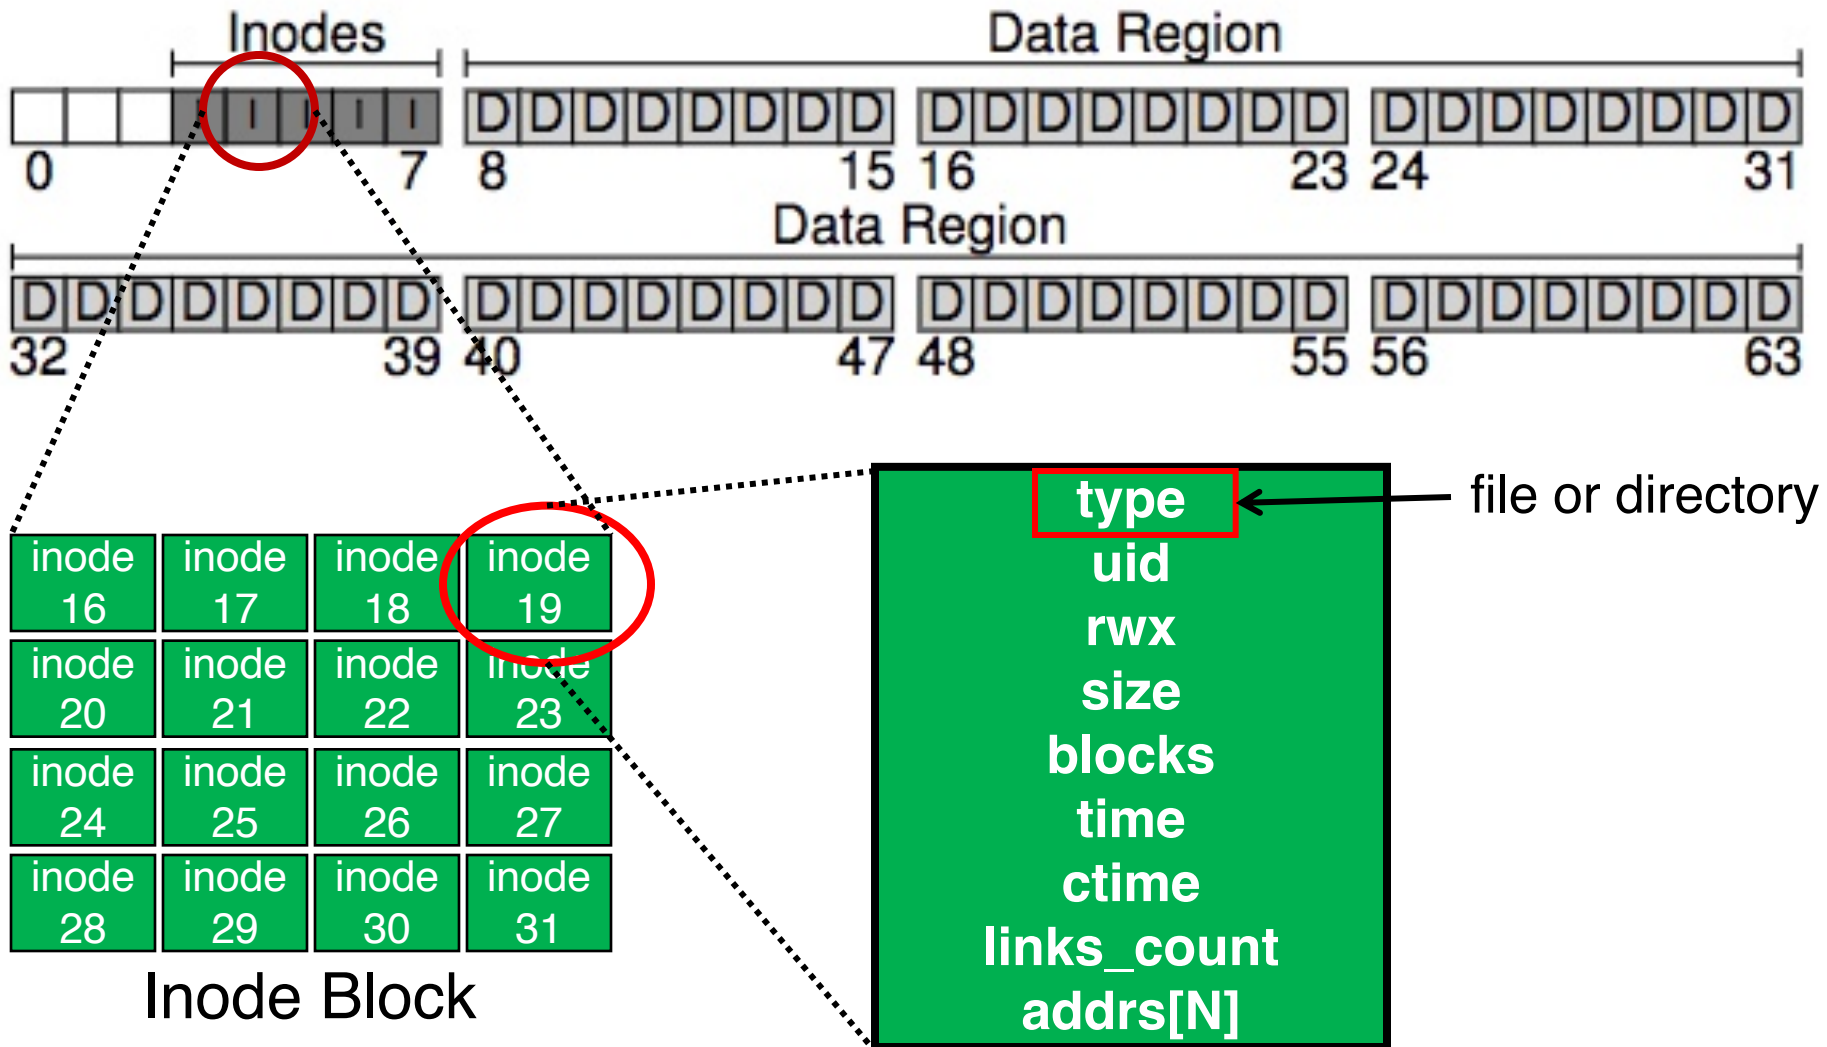 Inodes Data Region
I I I I I D D D D D D D D D D D D D D D D D D D D D D D D
0 7 8 15 16 23 24 31
Data Region
D D D D D D D D D D D D D D D D D D D D D D D D D D D D D D D D
32 39 40 47 48 55 56 63
inode 16 inode 17 inode 18 inode 19
inode 20 inode 21 inode 22 inode 23
inode 24 inode 25 inode 26 inode 27
inode 28 inode 29 inode 30 inode 31
Inode Block
type
uid
rwx
size
blocks
time
ctime
links_count
addrs[N]
file or directory